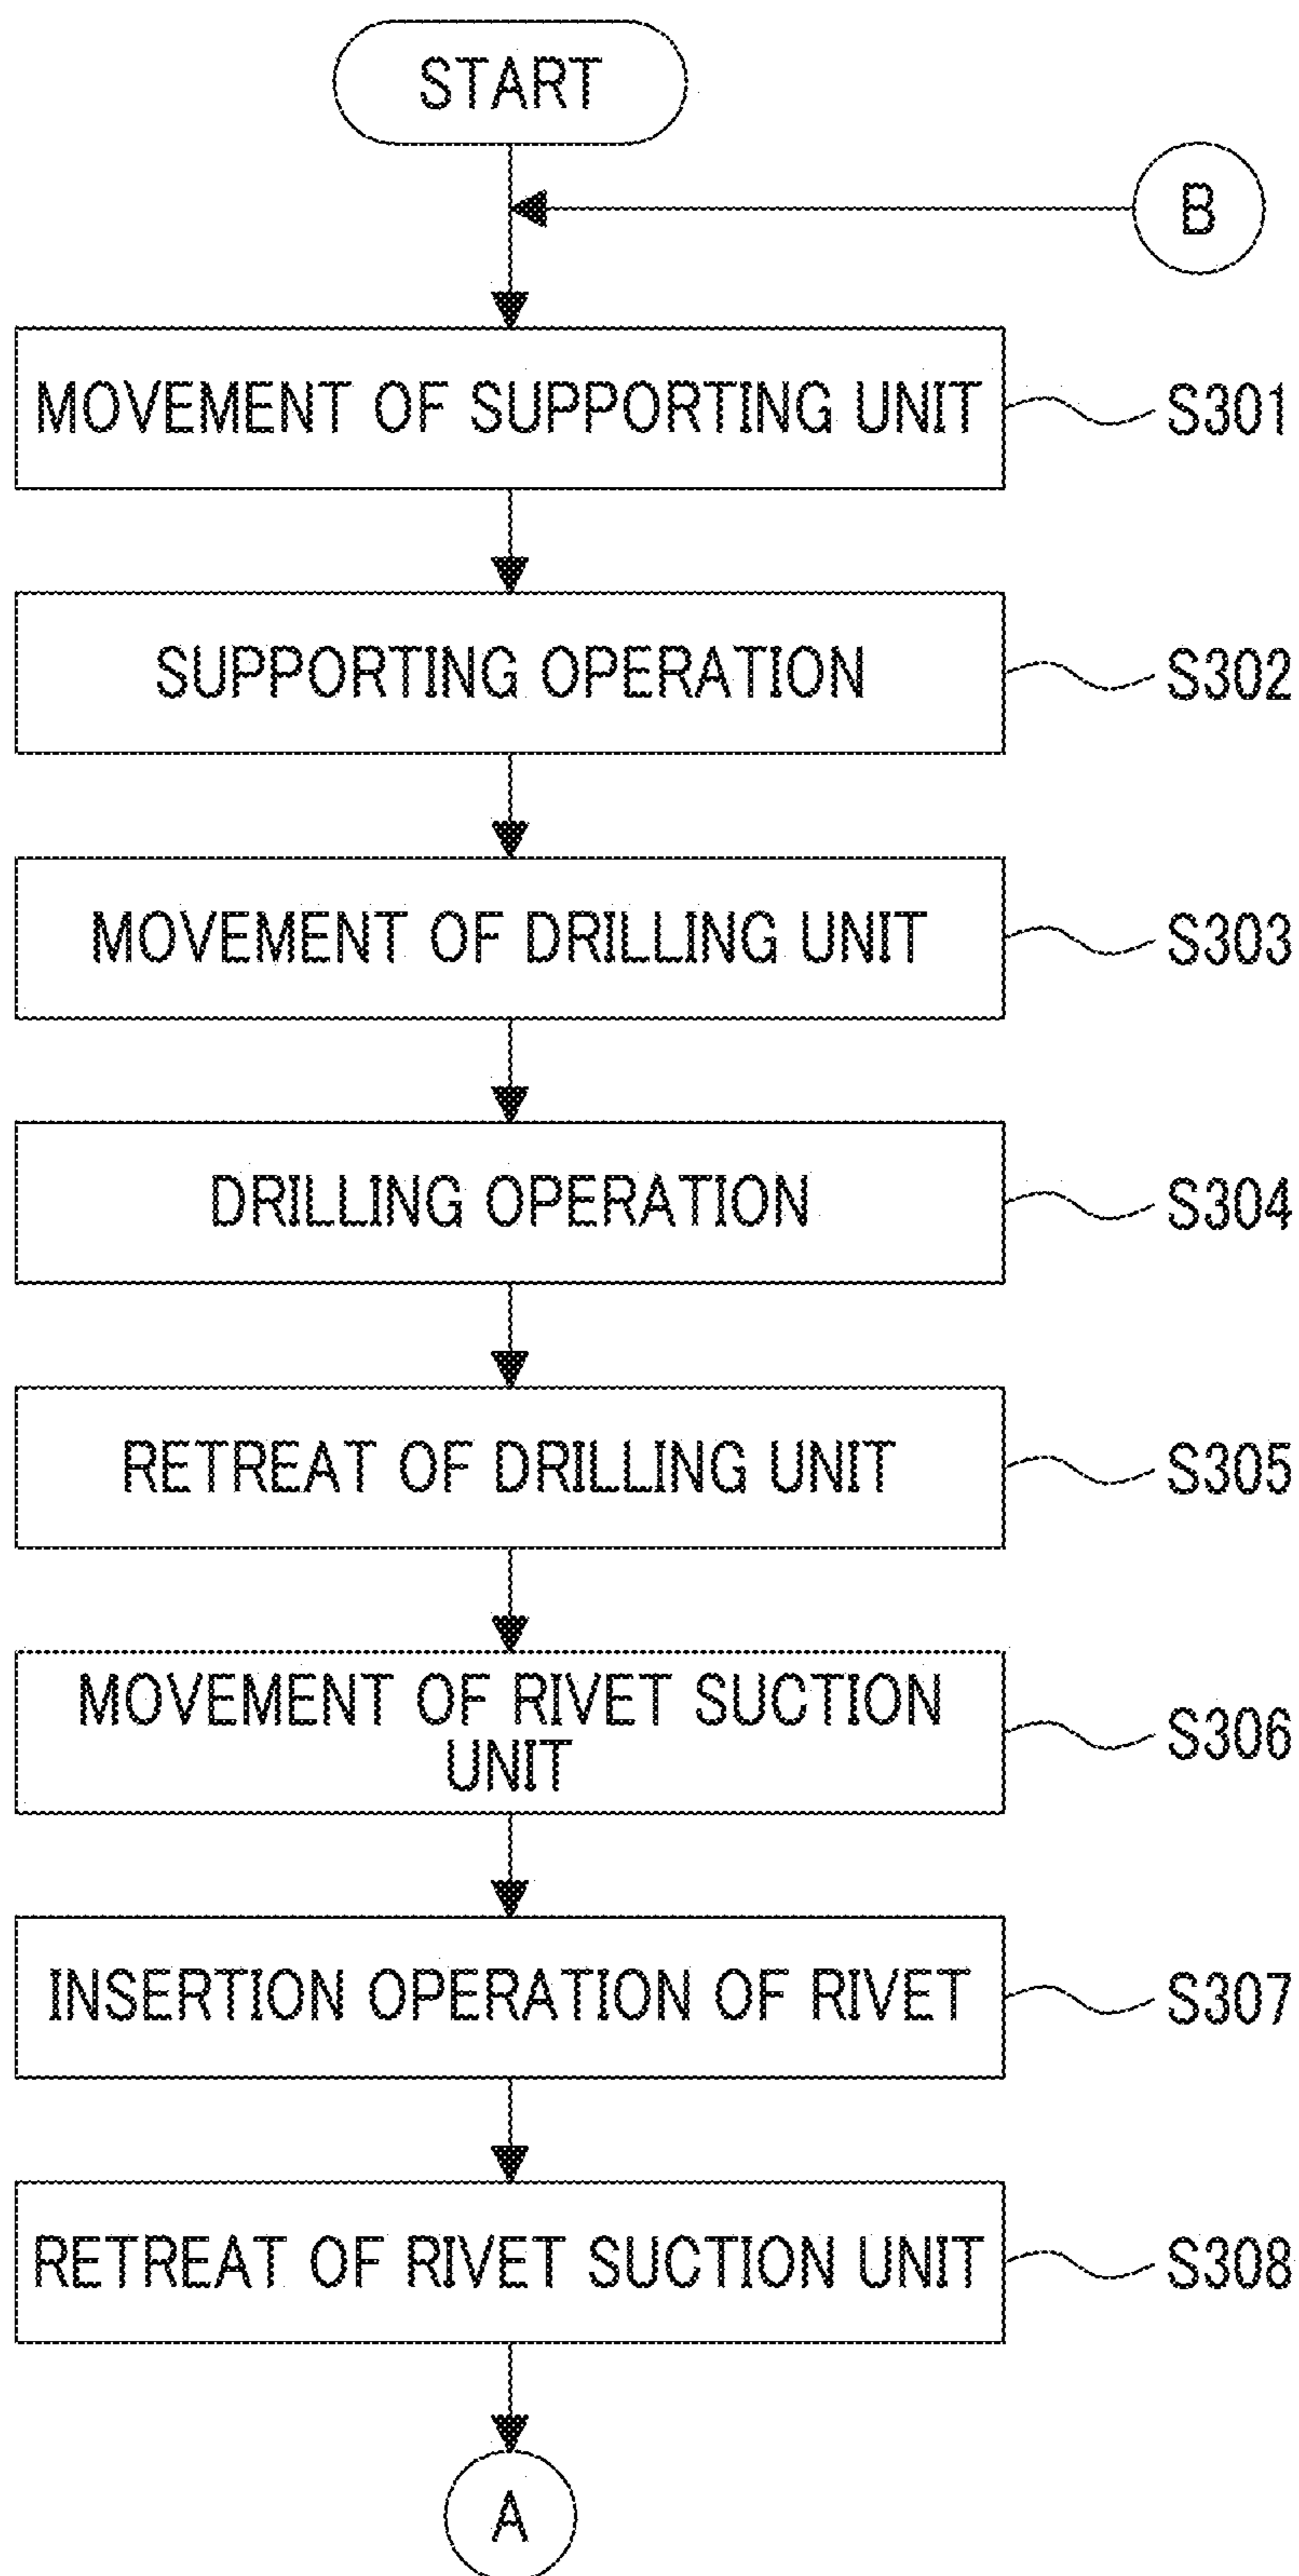 START
B
MOVEMENT OF SUPPORTING UNIT
S301
SUPPORTING OPERATION
S302
MOVEMENT OF DRILLING UNIT
S303
DRILLING OPERATION
S304
RETREAT OF DRILLING UNIT
S305
MOVEMENT OF RIVET SUCTION
UNIT
S306
INSERTION OPERATION OF RIVET
S307
RETREAT OF RIVET SUCTION UNIT
S308
A